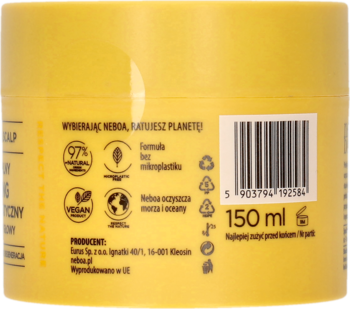 WYBIERAJĄC NEBOA, RATUJESZ PLANETĘ!
97%
NATURAL
MICROPLASTIC FREE
Formuła
bez
mikroplastiku
VEGAN
PRODUCT
Neboa oczyszcza
morza i oceany
PRODUCENT:
Eurus Sp. z o.o. Ignatki 40/1, 16-001 Kleosin
neboa.pl
Wyprodukowano w UE
5 903794 192584
150 ml
Najlepiej zużyć przed końcem / Nr partii: